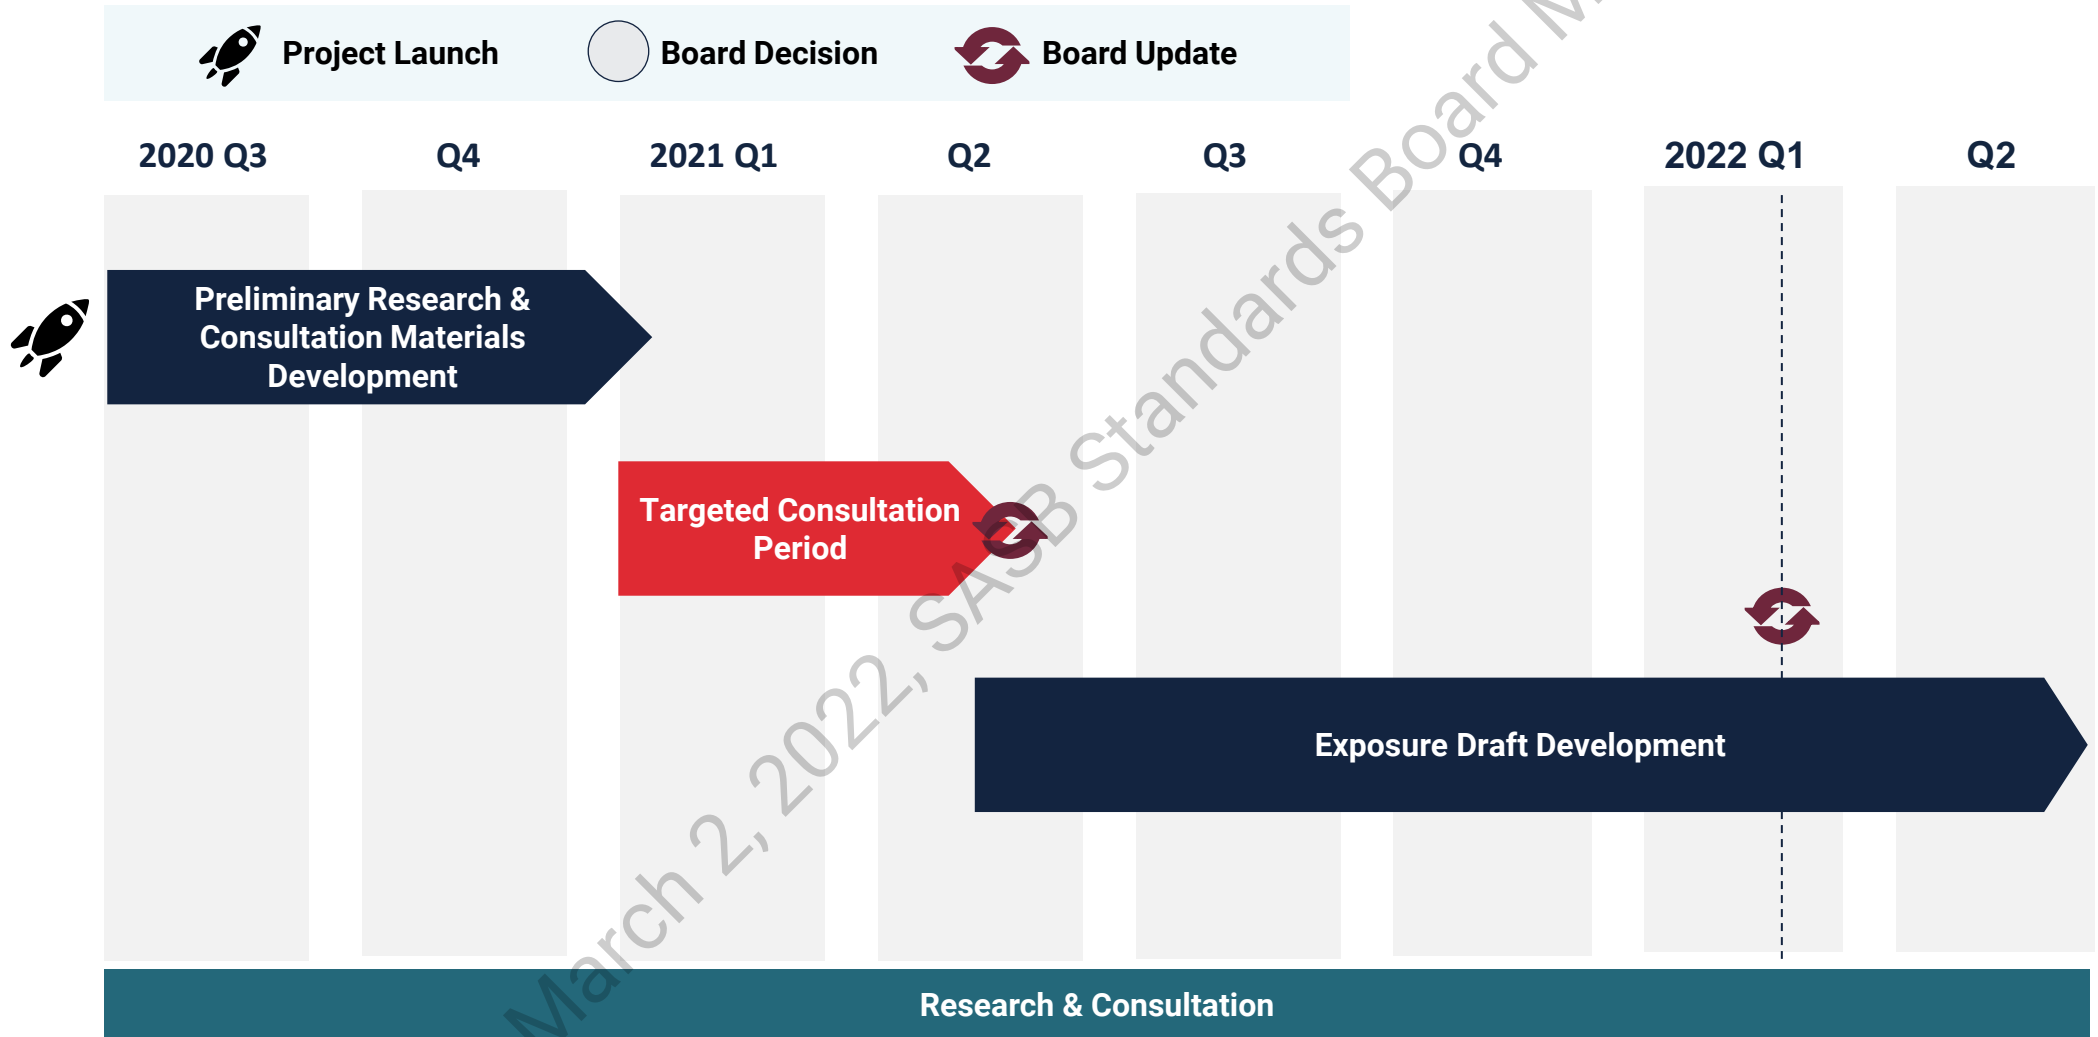 Project Launch
Board Decision
Board Update
2020 Q3
Q4
2021 Q1
Q2
Q3
Q4
2022 Q1
Q2
Preliminary Research &
Consultation Materials
Development
Targeted Consultation
Period
Exposure Draft Development
Research & Consultation
March 2, 2022, SASB Standards Board